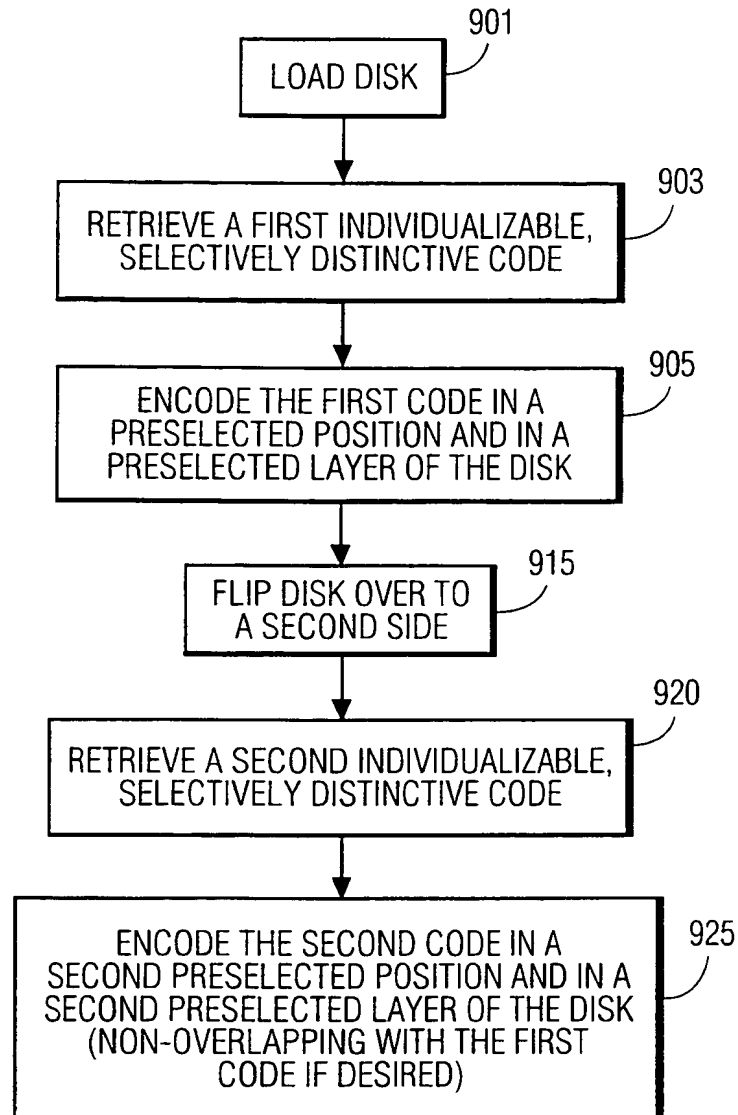 901
LOAD DISK
903
RETRIEVE A FIRST INDIVIDUALIZABLE,
SELECTIVELY DISTINCTIVE CODE
905
ENCODE THE FIRST CODE IN A
PRESELECTED POSITION AND IN A
PRESELECTED LAYER OF THE DISK
915
FLIP DISK OVER TO
A SECOND SIDE
920
RETRIEVE A SECOND INDIVIDUALIZABLE,
SELECTIVELY DISTINCTIVE CODE
925
ENCODE THE SECOND CODE IN A
SECOND PRESELECTED POSITION AND IN A
SECOND PRESELECTED LAYER OF THE DISK
(NON-OVERLAPPING WITH THE FIRST
CODE IF DESIRED)